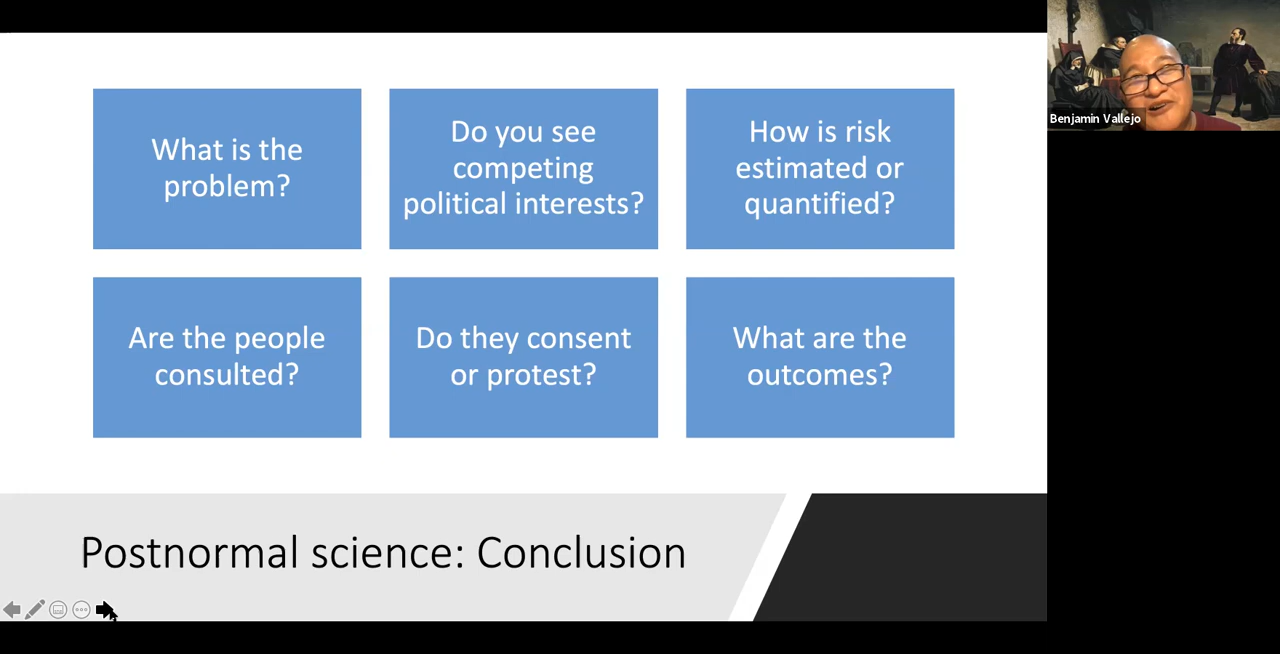 What is the
problem?
Do you see
competing
political interests?
How is risk
estimated or
quantified?
Are the people
consulted?
Do they consent
or protest?
What are the
outcomes?
Postnormal science: Conclusion
Benjamin Vallejo